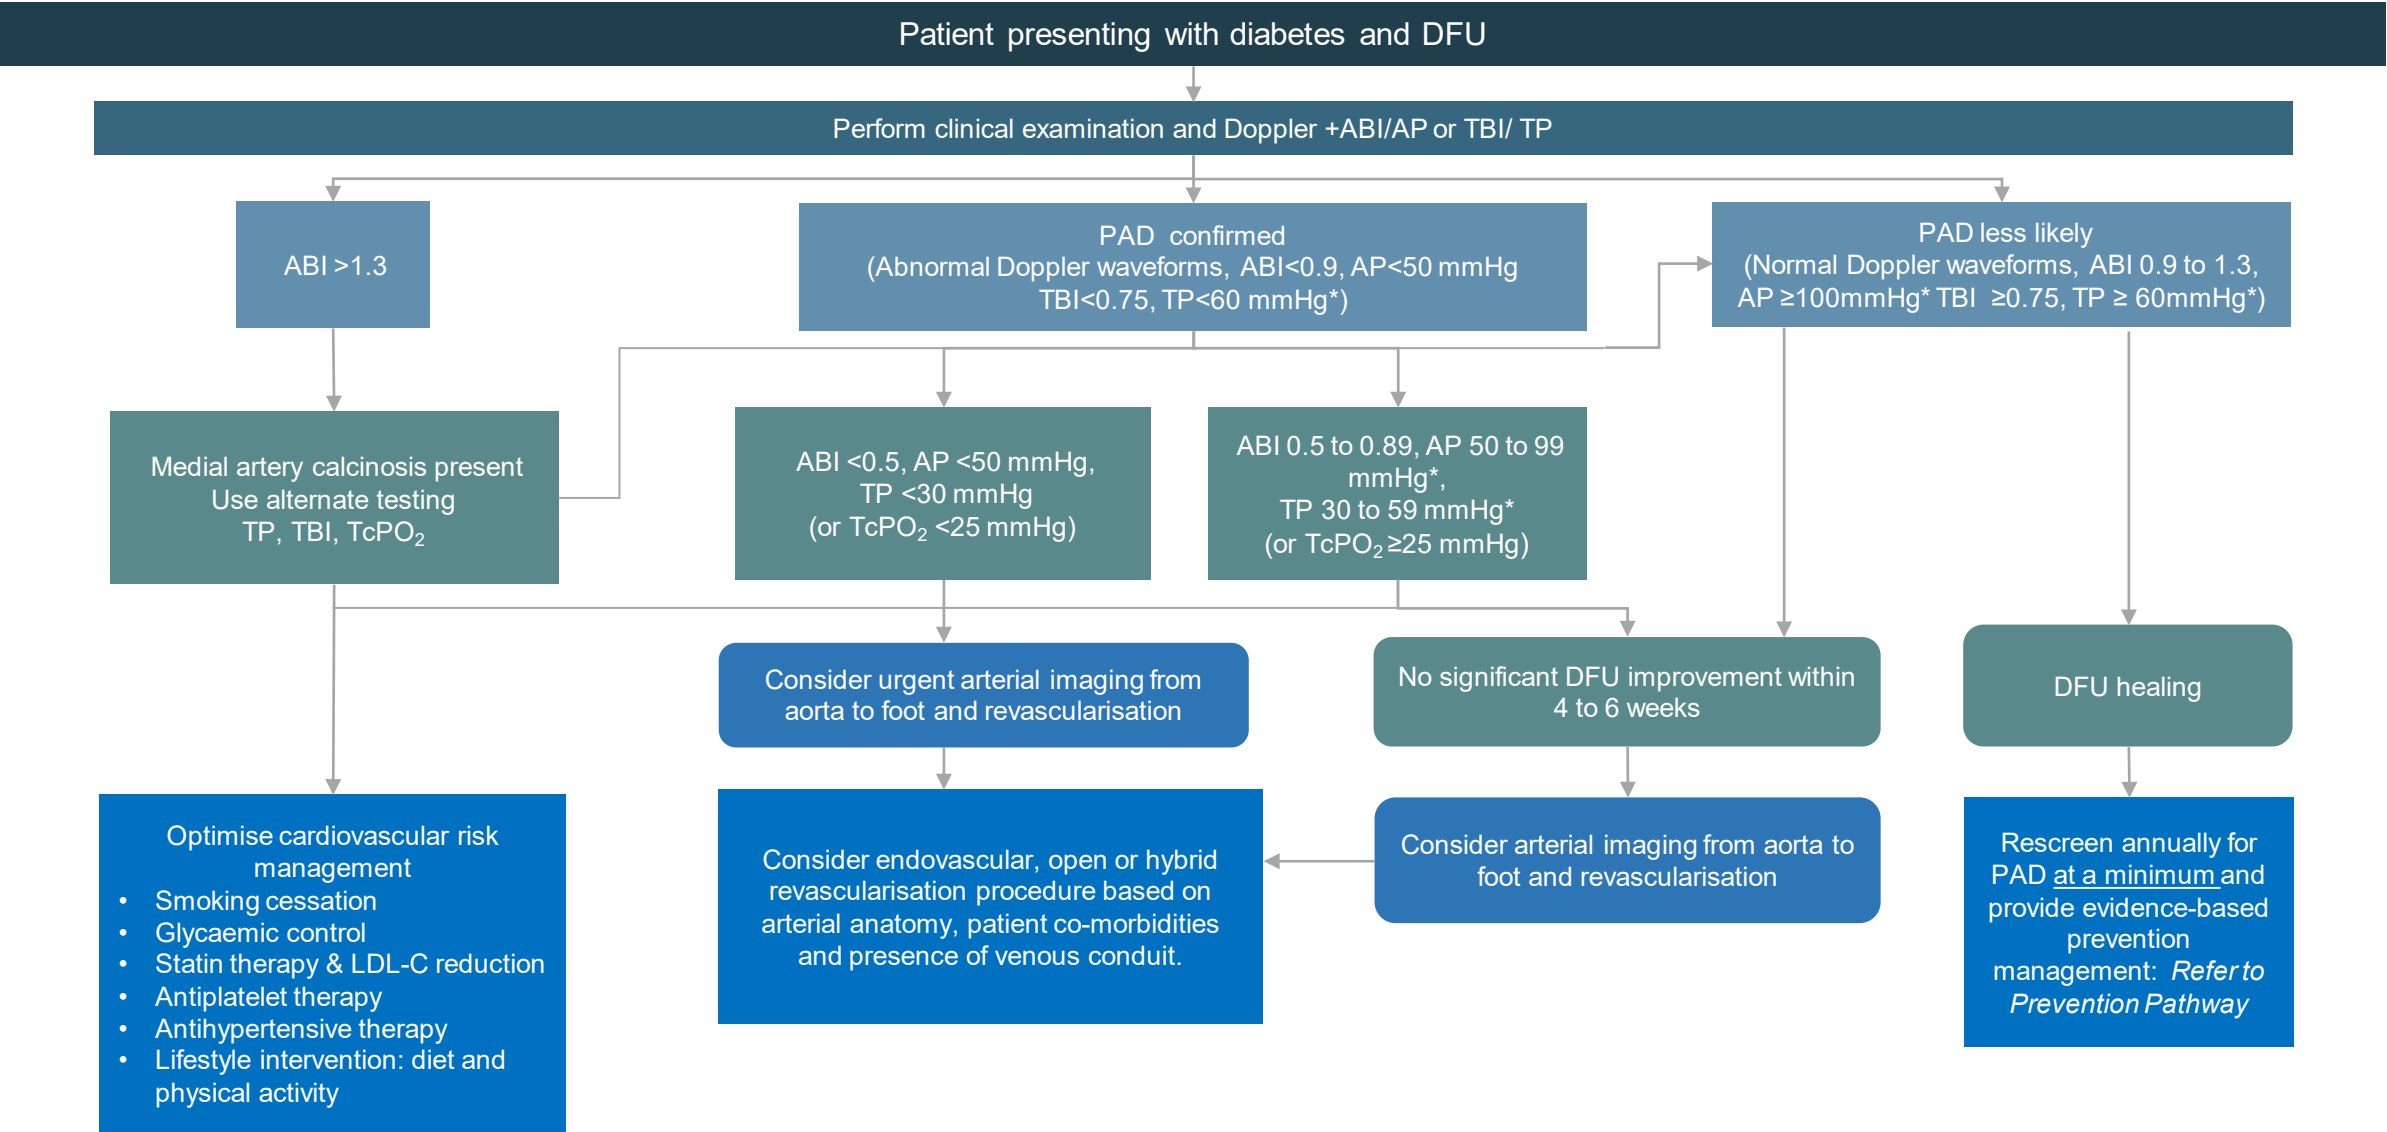 Patient presenting with diabetes and DFU
Perform clinical examination and Doppler +ABI/AP or TBI/ TP
ABI >1.3
PAD confirmed
(Abnormal Doppler waveforms, ABI<0.9, AP<50 mmHg
TBI<0.75, TP<60 mmHg*)
PAD less likely
(Normal Doppler waveforms, ABI 0.9 to 1.3,
AP ≥100mmHg* TBI ≥0.75, TP ≥ 60mmHg*)
Medial artery calcinosis present
Use alternate testing
TP, TBI, TcPO₂
ABI <0.5, AP <50 mmHg,
TP <30 mmHg
(or TcPO₂ <25 mmHg)
ABI 0.5 to 0.89, AP 50 to 99
mmHg*,
TP 30 to 59 mmHg*
(or TcPO₂ ≥25 mmHg)
Consider urgent arterial imaging from
aorta to foot and revascularisation
No significant DFU improvement within
4 to 6 weeks
DFU healing
Optimise cardiovascular risk
management
• Smoking cessation
• Glycaemic control
• Statin therapy & LDL-C reduction
• Antiplatelet therapy
• Antihypertensive therapy
• Lifestyle intervention: diet and
physical activity
Consider endovascular, open or hybrid
revascularisation procedure based on
arterial anatomy, patient co-morbidities
and presence of venous conduit.
Consider arterial imaging from aorta to
foot and revascularisation
Rescreen annually for
PAD at a minimum and
provide evidence-based
prevention
management: Refer to
Prevention Pathway